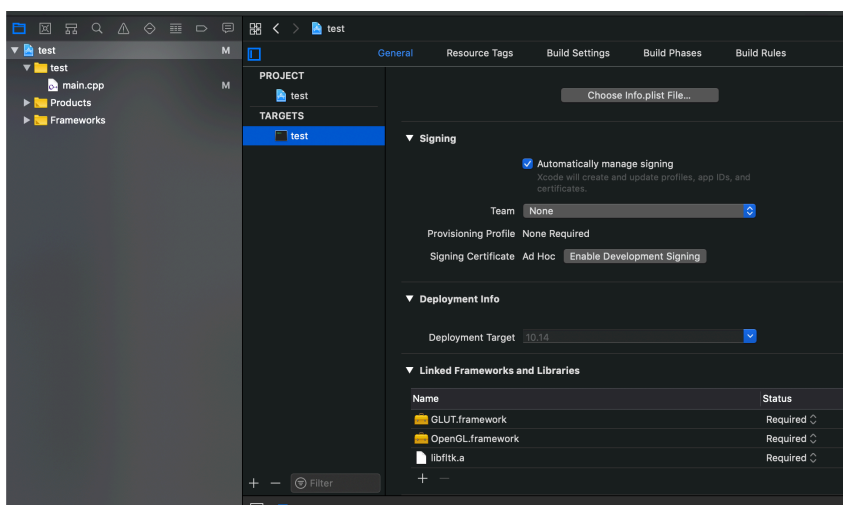 test
test M
General Resource Tags Build Settings Build Phases Build Rules
test
main.cpp M
Products
Frameworks
PROJECT
test
TARGETS
test
Filter
Choose Info.plist File...
Signing
Automatically manage signing
Xcode will create and update profiles, app IDs, and
certificates.
Team None
Provisioning Profile None Required
Signing Certificate Ad Hoc Enable Development Signing
Deployment Info
Deployment Target 10.14
Linked Frameworks and Libraries
Name Status
GLUT.framework Required
OpenGL.framework Required
libfltk.a Required